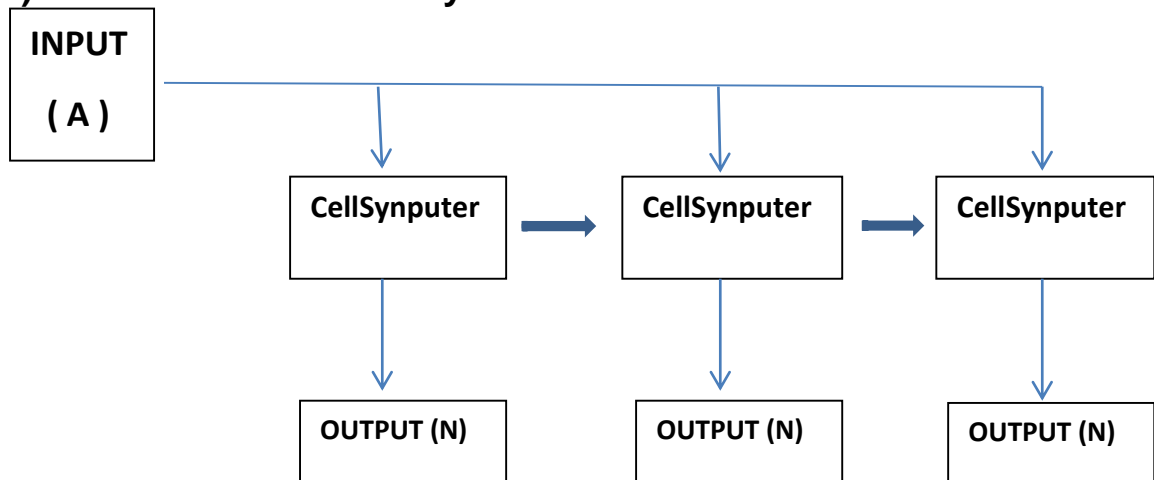 INPUT
( A )
CellSynputer CellSynputer CellSynputer
OUTPUT (N) OUTPUT (N) OUTPUT (N)